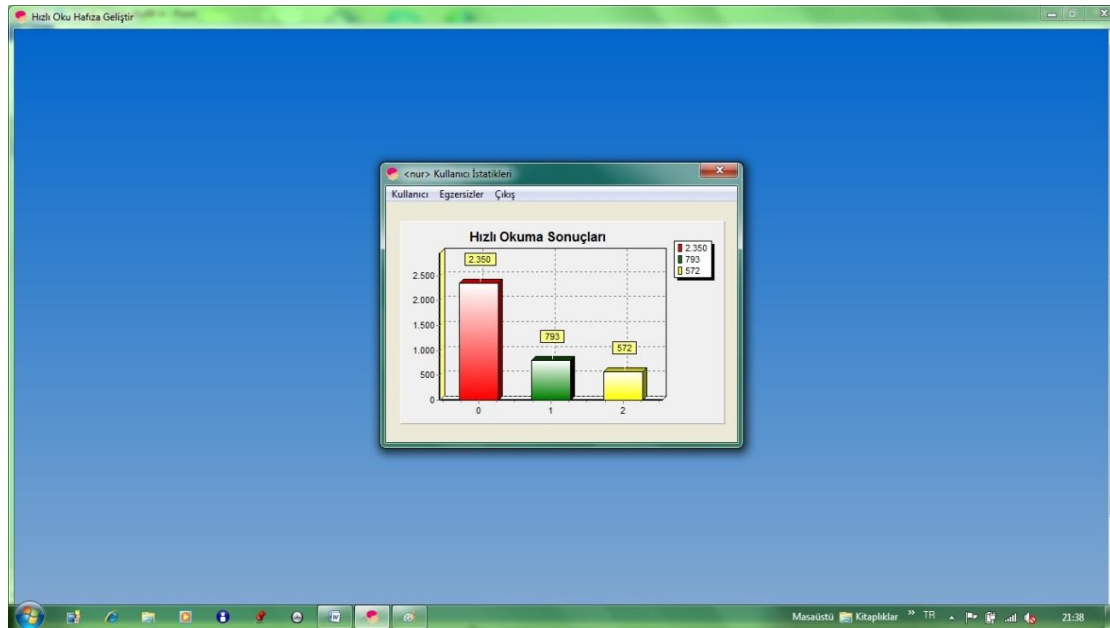 Hızlı Oku Hafıza Geliştir
<nur> Kullanıcı İstatikleri
Kullanıcı Egzersizler Çıkış
Hızlı Okuma Sonuçları
2.350
793
572
2.350
793
572
2.500
2.000
1.500
1.000
500
0
0 1 2
Masaüstü Kitaplıklar » TR 21:38